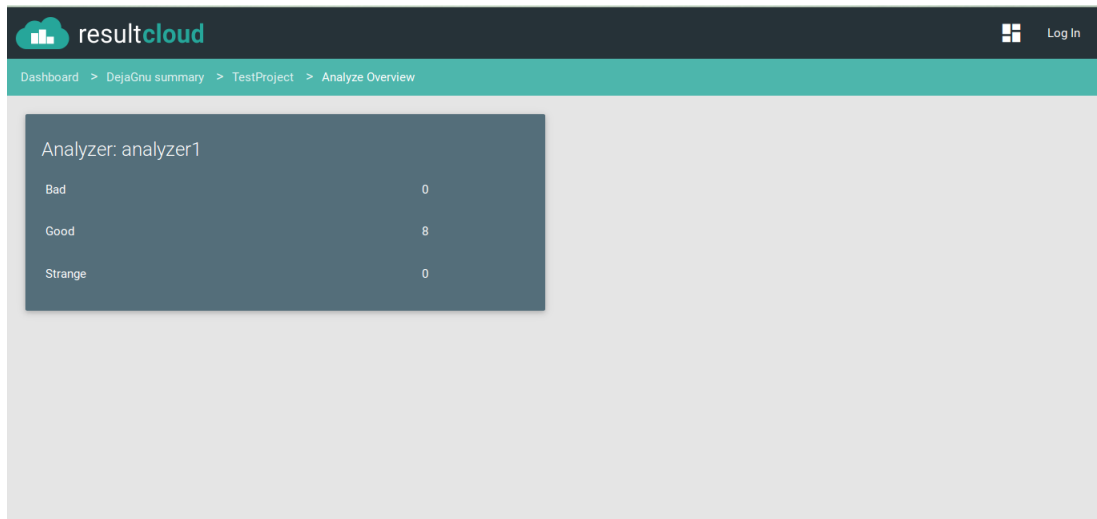 resultcloud Log In
Dashboard > DejaGnu summary > TestProject > Analyze Overview
Analyzer: analyzer1
Bad 0
Good 8
Strange 0